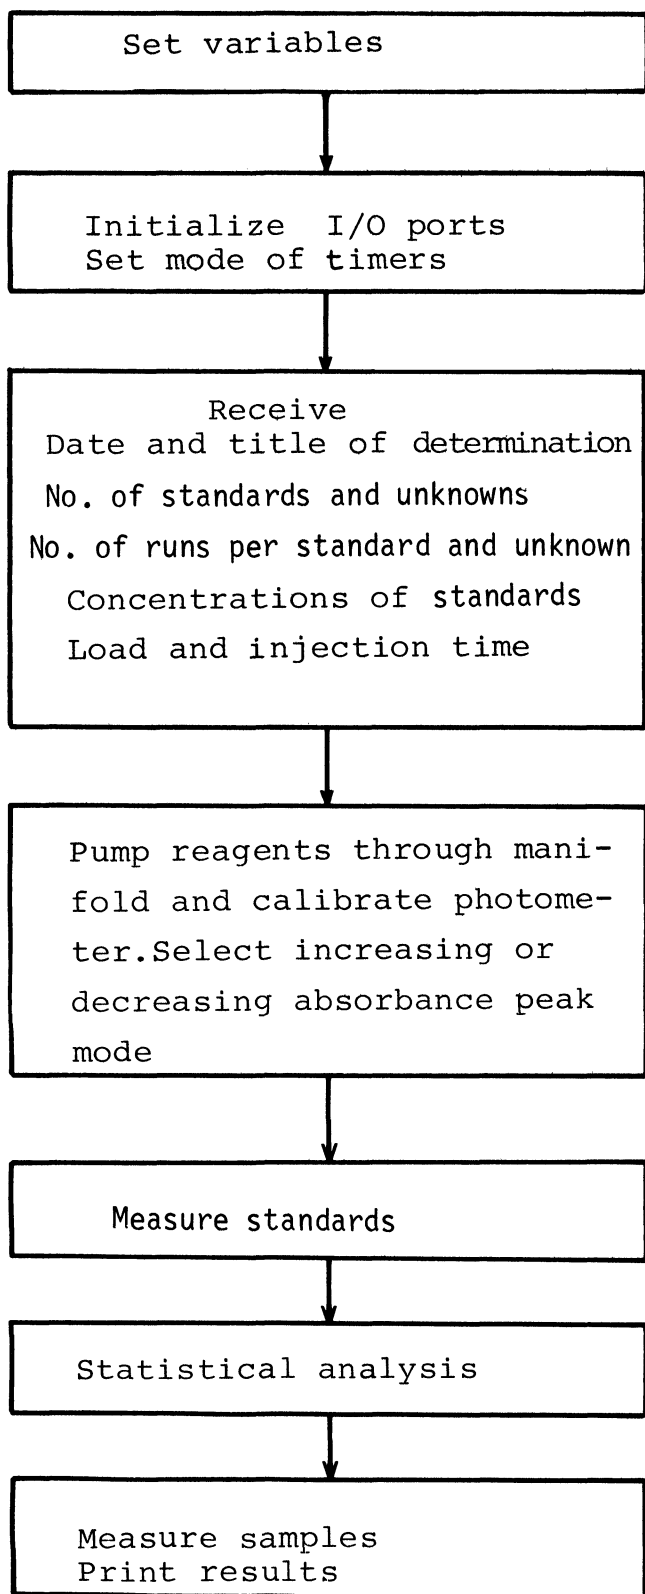 Set variables
Initialize I/O ports
Set mode of timers
Receive
Date and title of determination
No. of standards and unknowns
No. of runs per standard and unknown
Concentrations of standards
Load and injection time
Pump reagents through mani-
fold and calibrate photome-
ter.Select increasing or
decreasing absorbance peak
mode
Measure standards
Statistical analysis
Measure samples
Print results